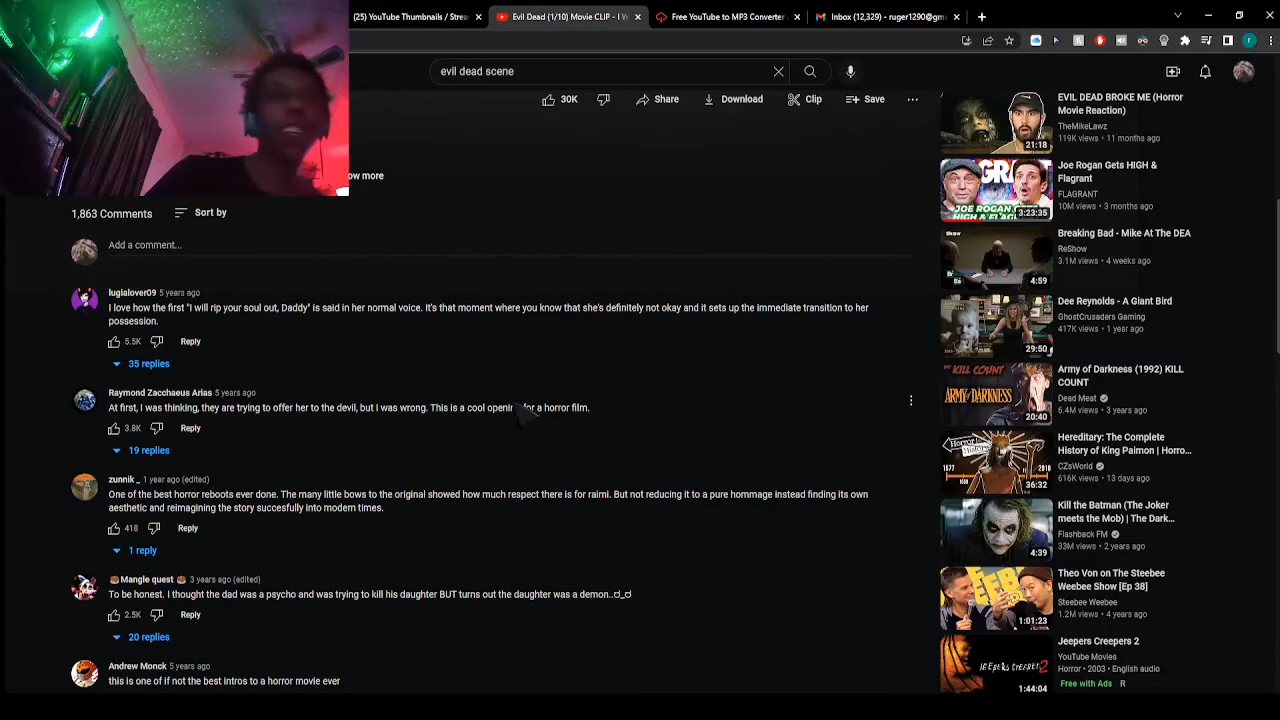 (25) YouTube Thumbnails / Strea
Evil Dead (1/10) Movie CLIP - I W
Free YouTube to MP3 Converter
Inbox (12,329) - ruger1290@gm
evil dead scene
30K
Share
Download
Clip
Save
ow more
1,863 Comments
Sort by
Add a comment...
lugialover09 5 years ago
I love how the first "I will rip your soul out, Daddy" is said in her normal voice. It's that moment where you know that she's definitely not okay and it sets up the immediate transition to her
possession.
5.5K
Reply
35 replies
Raymond Zacchaeus Arias 5 years ago
At first, I was thinking, they are trying to offer her to the devil, but I was wrong. This is a cool opening for a horror film.
3.8K
Reply
19 replies
zunnik _ 1 year ago (edited)
One of the best horror reboots ever done. The many little bows to the original showed how much respect there is for raimi. But not reducing it to a pure hommage instead finding its own
aesthetic and reimagining the story succesfully into modern times.
418
Reply
1 reply
Mangle quest 3 years ago (edited)
To be honest. I thought the dad was a psycho and was trying to kill his daughter BUT turns out the daughter was a demon..ಠ_ಠ
2.5K
Reply
20 replies
Andrew Monck 5 years ago
this is one of if not the best intros to a horror movie ever
EVIL DEAD BROKE ME (Horror
Movie Reaction)
TheMikeLawz
119K views • 11 months ago
21:18
Joe Rogan Gets HIGH &
Flagrant
FLAGRANT
10M views • 3 months ago
JOE ROGAN
3:23:35
Breaking Bad - Mike At The DEA
ReShow
3.1M views • 4 weeks ago
4:59
Dee Reynolds - A Giant Bird
GhostCrusaders Gaming
417K views • 1 year ago
29:50
Army of Darkness (1992) KILL
COUNT
Dead Meat
6.4M views • 3 years ago
KILL COUNT
ARMY OF DARKNESS
20:40
Hereditary: The Complete
History of King Paimon | Horro...
CZsWorld
616K views • 13 days ago
1577
2018
36:32
Kill the Batman (The Joker
meets the Mob) | The Dark...
Flashback FM
33M views • 2 years ago
4:39
Theo Von on The Steebee
Weebee Show [Ep 38]
Steebee Weebee
1.2M views • 4 years ago
1:01:23
Jeepers Creepers 2
YouTube Movies
Horror • 2003 • English audio
Free with Ads R
JEEPERS CREEPERS 2
1:44:04